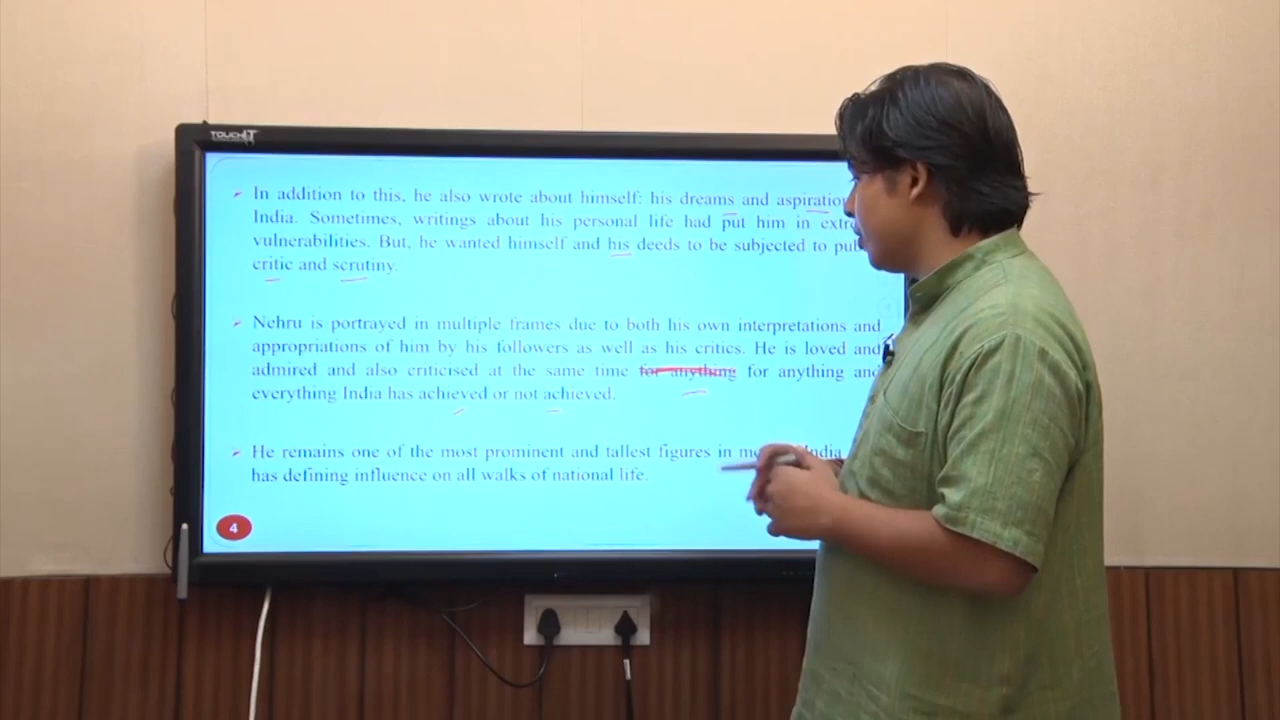 TOUCHIT
In addition to this, he also wrote about himself: his dreams and
India. Sometimes, writings about his personal life had put him in
vulnerabilities. But, he wanted himself and his deeds to be subjected to
critic and scrutiny.
Nehru is portrayed in multiple frames due to both his own interpretations and
appropriations of him by his followers as well as his critics. He is loved and
admired and also criticised at the same time for anything for anything and
everything India has achieved or not achieved.
He remains one of the most prominent and tallest figures in India
has defining influence on all walks of national life.
4